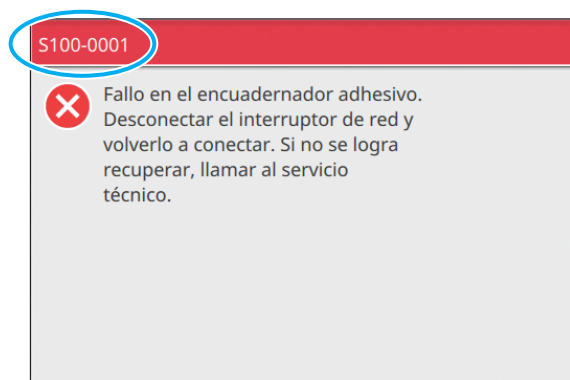 S100-0001
Fallo en el encuadernador adhesivo.
Desconectar el interruptor de red y
volverlo a conectar. Si no se logra
recuperar, llamar al servicio
técnico.